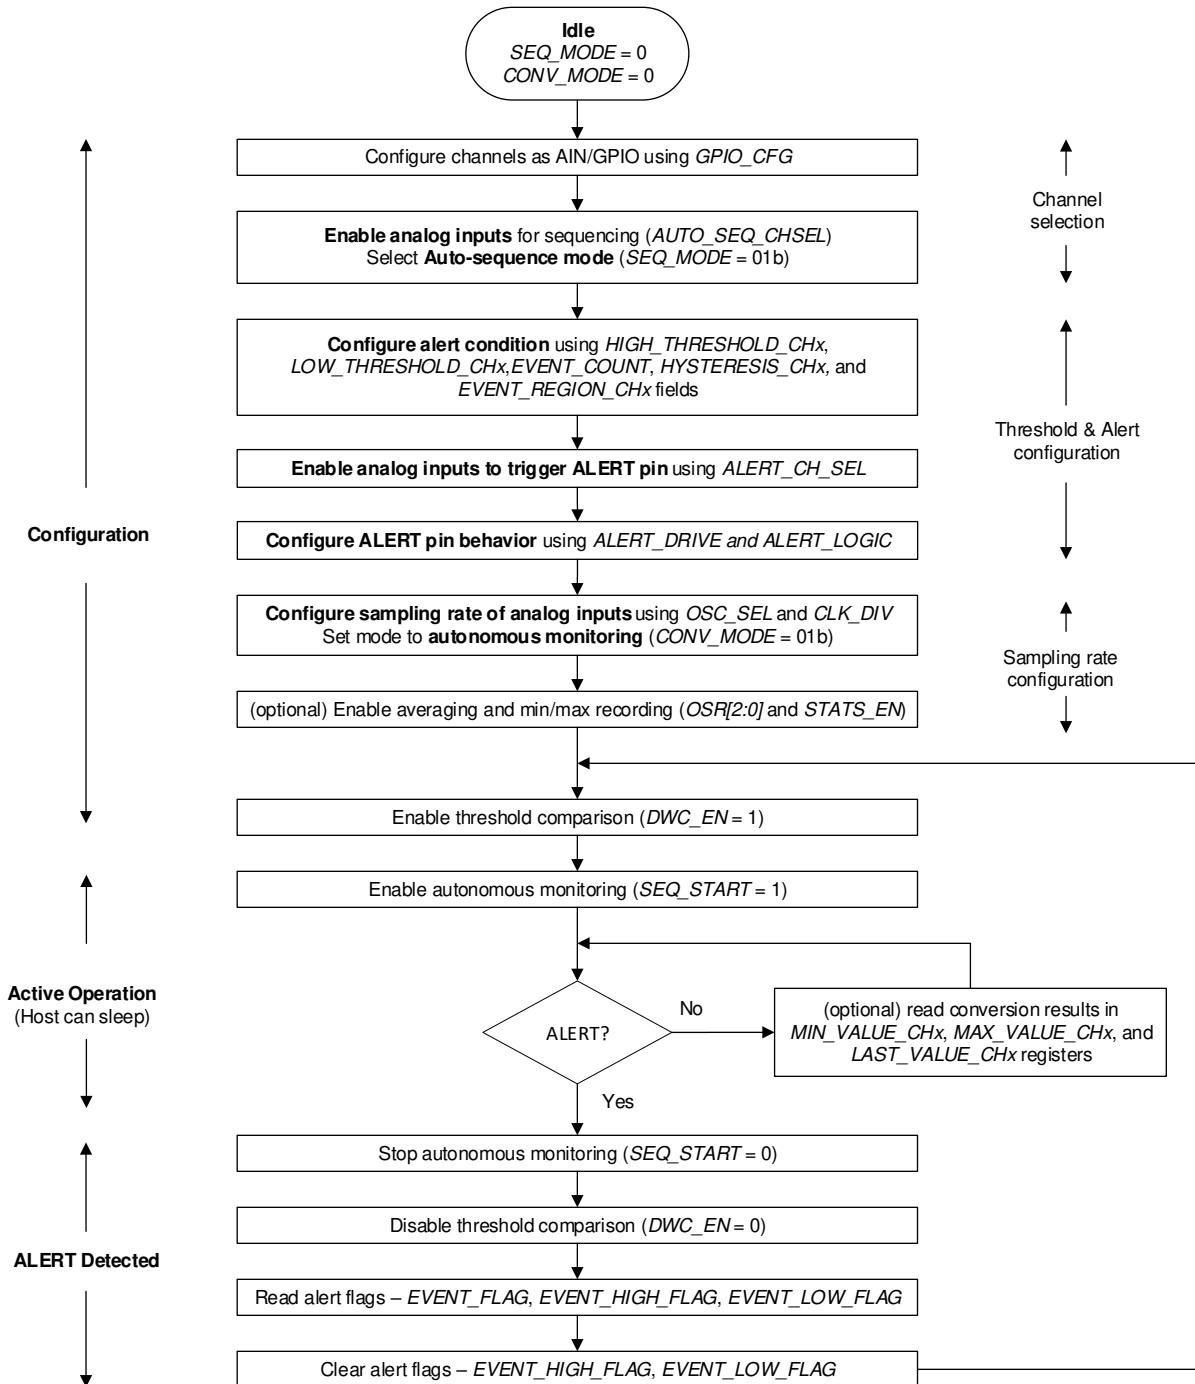 Idle
SEQ_MODE = 0
CONV_MODE = 0
Configure channels as AIN/GPIO using GPIO_CFG
Channel
selection
Enable analog inputs for sequencing (AUTO_SEQ_CHSEL)
Select Auto-sequence mode (SEQ_MODE = 01b)
Configure alert condition using HIGH_THRESHOLD_CHx,
LOW_THRESHOLD_CHx,EVENT_COUNT, HYSTERESIS_CHx, and
EVENT_REGION_CHx fields
Threshold & Alert
configuration
Enable analog inputs to trigger ALERT pin using ALERT_CH_SEL
Configuration
Configure ALERT pin behavior using ALERT_DRIVE and ALERT_LOGIC
Configure sampling rate of analog inputs using OSC_SEL and CLK_DIV
Set mode to autonomous monitoring (CONV_MODE = 01b)
Sampling rate
configuration
(optional) Enable averaging and min/max recording (OSR[2:0] and STATS_EN)
Enable threshold comparison (DWC_EN = 1)
Enable autonomous monitoring (SEQ_START = 1)
Active Operation
(Host can sleep)
ALERT?
No
(optional) read conversion results in
MIN_VALUE_CHx, MAX_VALUE_CHx, and
LAST_VALUE_CHx registers
Yes
Stop autonomous monitoring (SEQ_START = 0)
Disable threshold comparison (DWC_EN = 0)
ALERT Detected
Read alert flags – EVENT_FLAG, EVENT_HIGH_FLAG, EVENT_LOW_FLAG
Clear alert flags – EVENT_HIGH_FLAG, EVENT_LOW_FLAG